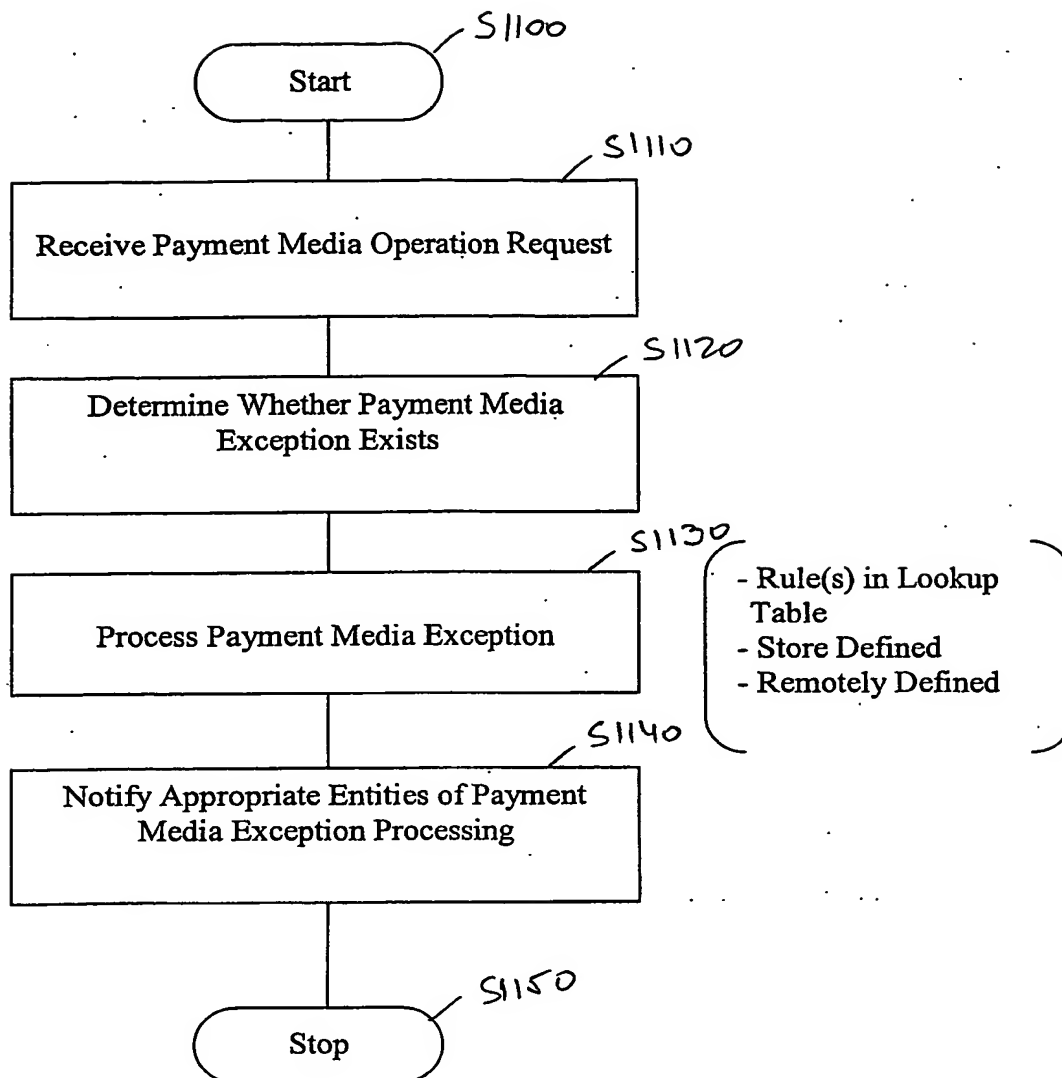 S1100
Start
S1110
Receive Payment Media Operation Request
S1120
Determine Whether Payment Media
Exception Exists
S1130
Process Payment Media Exception
- Rule(s) in Lookup
Table
- Store Defined
- Remotely Defined
S1140
Notify Appropriate Entities of Payment
Media Exception Processing
S1150
Stop